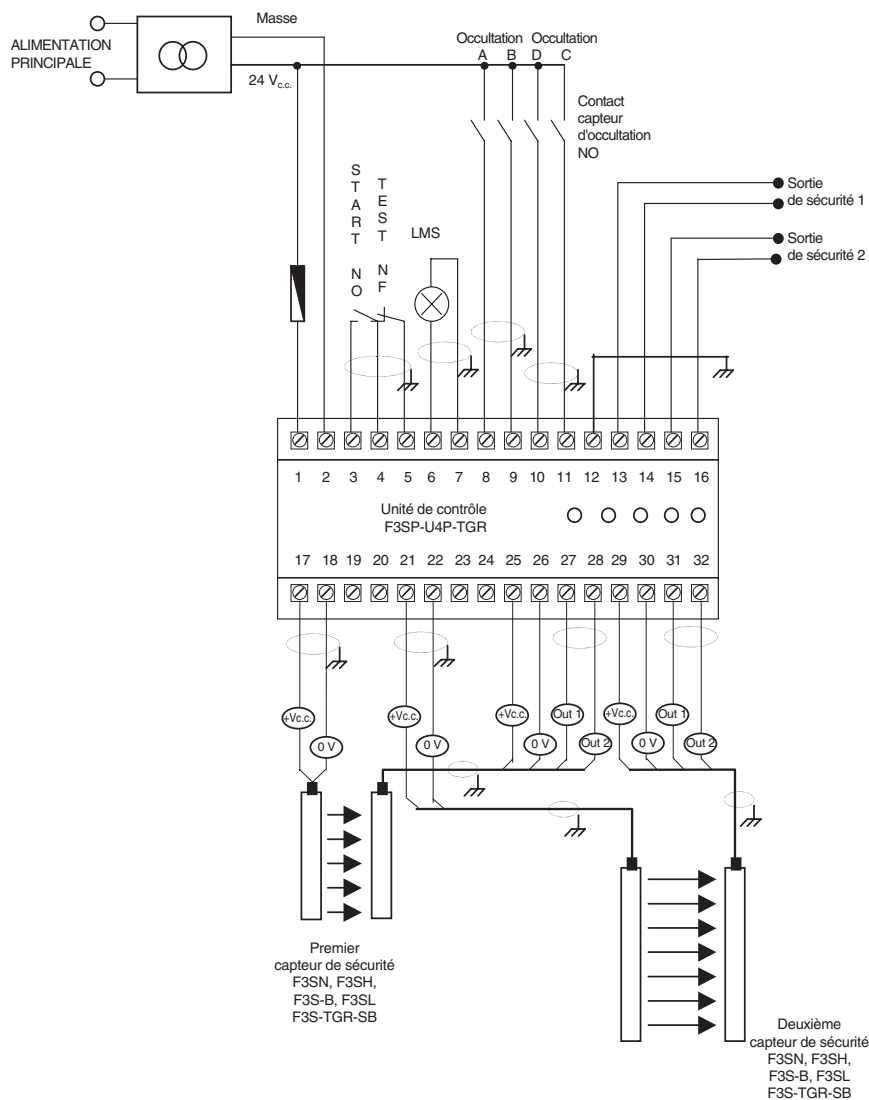 Masse
ALIMENTATION
PRINCIPALE
24 Vc.c.
Occultation Occultation
A B D C
Contact
capteur
d'occultation
NO
START NO
TEST NF
LMS
Sortie
de sécurité 1
Sortie
de sécurité 2
1 2 3 4 5 6 7 8 9 10 11 12 13 14 15 16
Unité de contrôle
F3SP-U4P-TGR
17 18 19 20 21 22 23 24 25 26 27 28 29 30 31 32
+Vc.c. +Vc.c. +Vc.c. Out 1 +Vc.c. Out 1
0 V 0 V 0 V Out 2 0 V Out 2
Premier
capteur de sécurité
F3SN, F3SH,
F3S-B, F3SL
F3S-TGR-SB
Deuxième
capteur de sécurité
F3SN, F3SH,
F3S-B, F3SL
F3S-TGR-SB